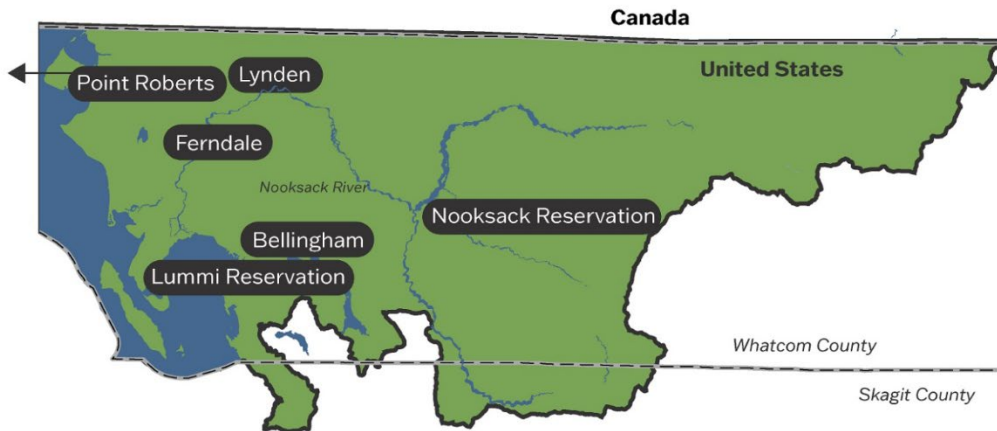 Canada
United States
Lynden
Point Roberts
Ferndale
Nooksack River
Nooksack Reservation
Bellingham
Lummi Reservation
Whatcom County
Skagit County